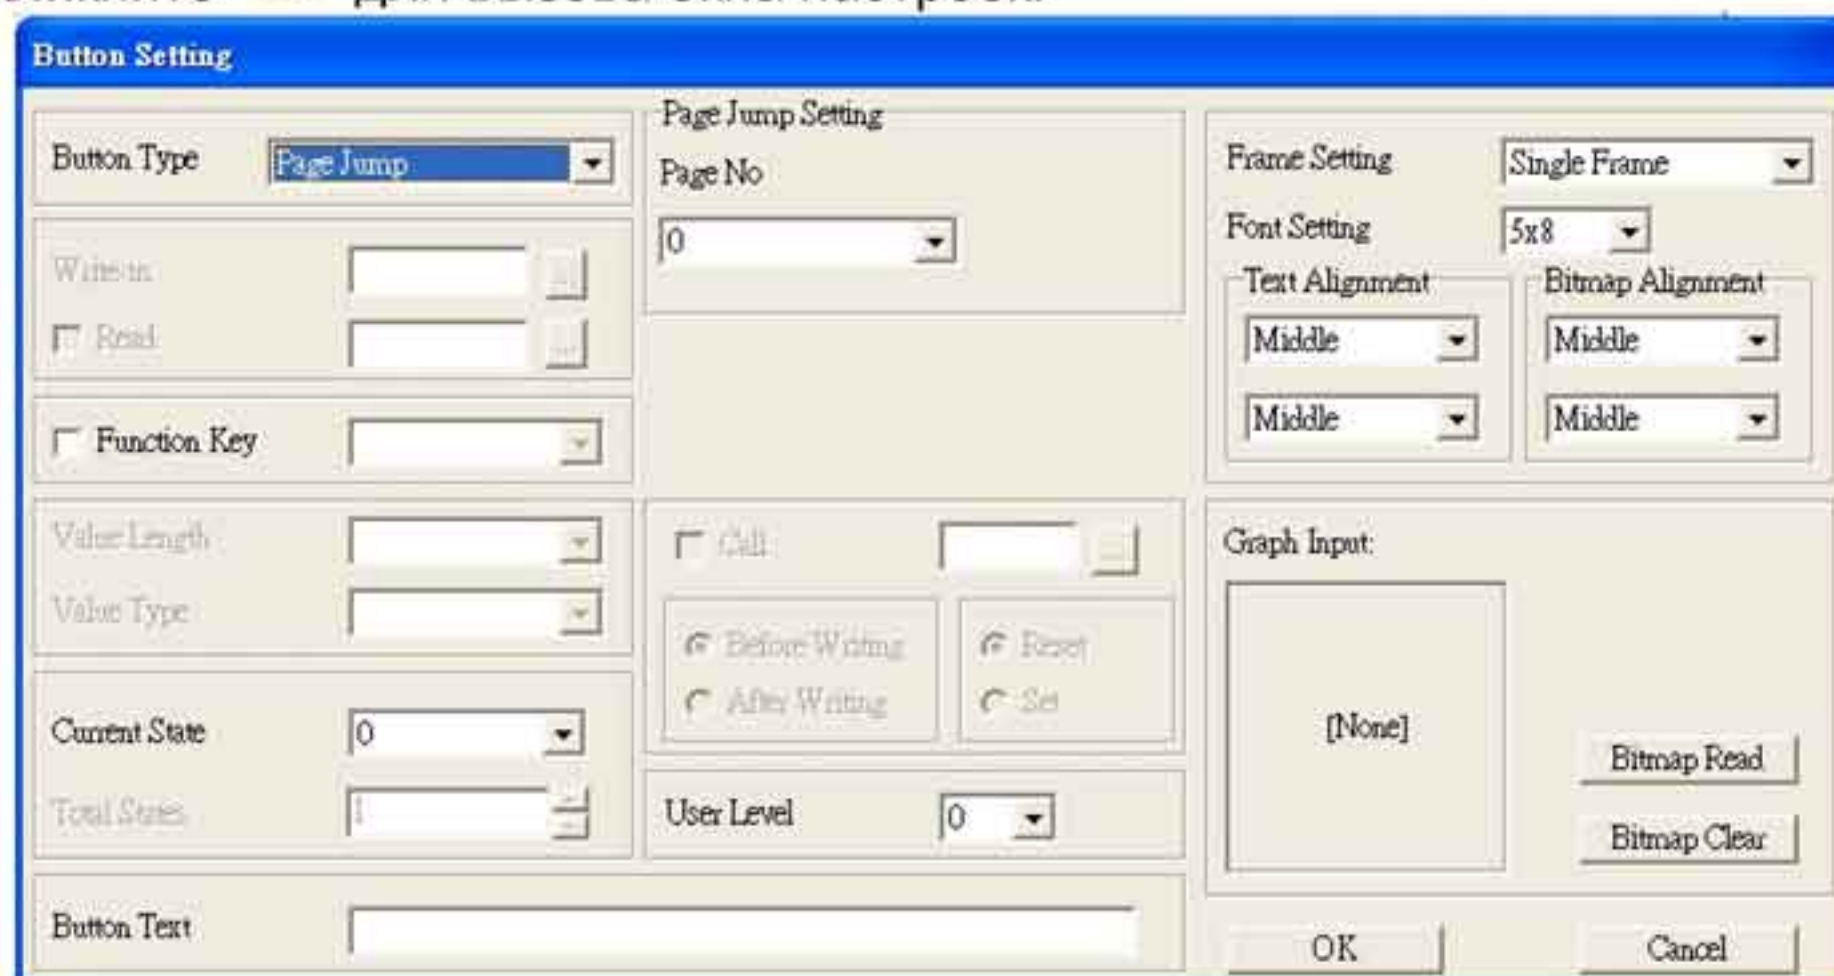 Button Setting
Button Type Page Jump
Write in ...
Read ...
Function Key
Value Length
Value Type
Current State 0
Total States 1
Button Text
Page Jump Setting
Page No
0
Call
Before Writing
After Writing
Reset
Set
User Level 0
Frame Setting Single Frame
Font Setting 5x8
Text Alignment
Middle
Middle
Bitmap Alignment
Middle
Middle
Graph Input:
[None]
Bitmap Read
Bitmap Clear
OK
Cancel